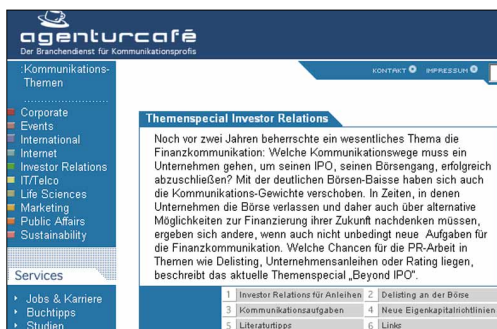 agenturcafé
Der Branchendienst für Kommunikationsprofis
:Kommunikations-
Themen
KONTAKT
IMPRESSUM
Corporate
Events
International
Internet
Investor Relations
IT/Telco
Life Sciences
Marketing
Public Affairs
Sustainability
Services
Jobs & Karriere
Buchtipps
Studien
Themenspecial Investor Relations
Noch vor zwei Jahren beherrschte ein wesentliches Thema die
Finanzkommunikation: Welche Kommunikationswege muss ein
Unternehmen gehen, um seinen IPO, seinen Börsengang, erfolgreich
abzuschließen? Mit der deutlichen Börsen-Baisse haben sich auch
die Kommunikations-Gewichte verschoben. In Zeiten, in denen
Unternehmen die Börse verlassen und daher auch über alternative
Möglichkeiten zur Finanzierung ihrer Zukunft nachdenken müssen,
ergeben sich andere, wenn auch nicht unbedingt neue Aufgaben für
die Finanzkommunikation. Welche Chancen für die PR-Arbeit in
Themen wie Delisting, Unternehmensanleihen oder Rating liegen,
beschreibt das aktuelle Themenspecial „Beyond IPO".
1 Investor Relations für Anleihen 2 Delisting an der Börse
3 Kommunikationsaufgaben 4 Neue Eigenkapitalrichtlinien
5 Literaturtipps 6 Links